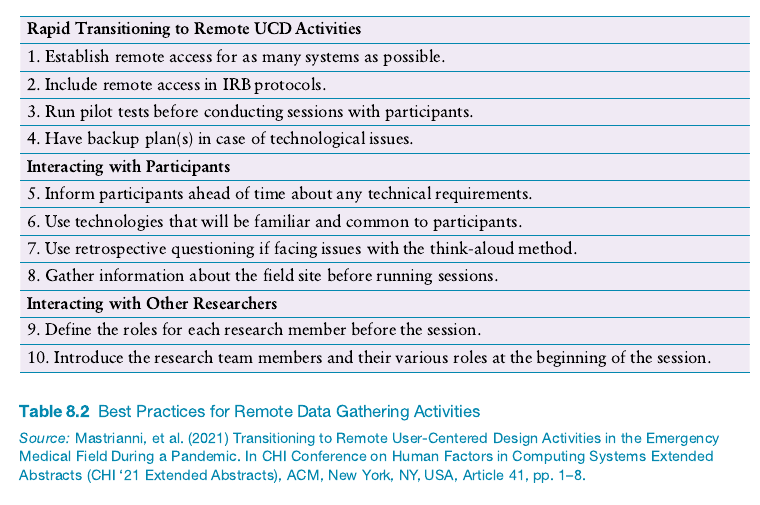 Rapid Transitioning to Remote UCD Activities
1. Establish remote access for as many systems as possible.
2. Include remote access in IRB protocols.
3. Run pilot tests before conducting sessions with participants.
4. Have backup plan(s) in case of technological issues.
Interacting with Participants
5. Inform participants ahead of time about any technical requirements.
6. Use technologies that will be familiar and common to participants.
7. Use retrospective questioning if facing issues with the think-aloud method.
8. Gather information about the field site before running sessions.
Interacting with Other Researchers
9. Define the roles for each research member before the session.
10. Introduce the research team members and their various roles at the beginning of the session.
Table 8.2 Best Practices for Remote Data Gathering Activities
Source: Mastrianni, et al. (2021) Transitioning to Remote User-Centered Design Activities in the Emergency
Medical Field During a Pandemic. In CHI Conference on Human Factors in Computing Systems Extended
Abstracts (CHI ‘21 Extended Abstracts), ACM, New York, NY, USA, Article 41, pp. 1–8.